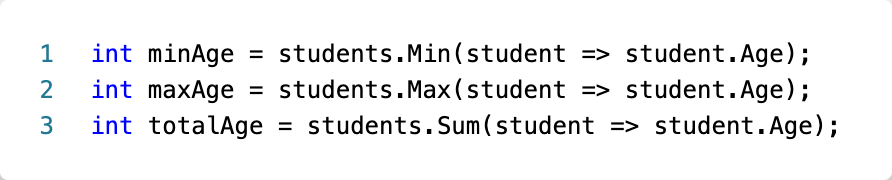 1 int minAge = students.Min(student => student.Age);
2 int maxAge = students.Max(student => student.Age);
3 int totalAge = students.Sum(student => student.Age);